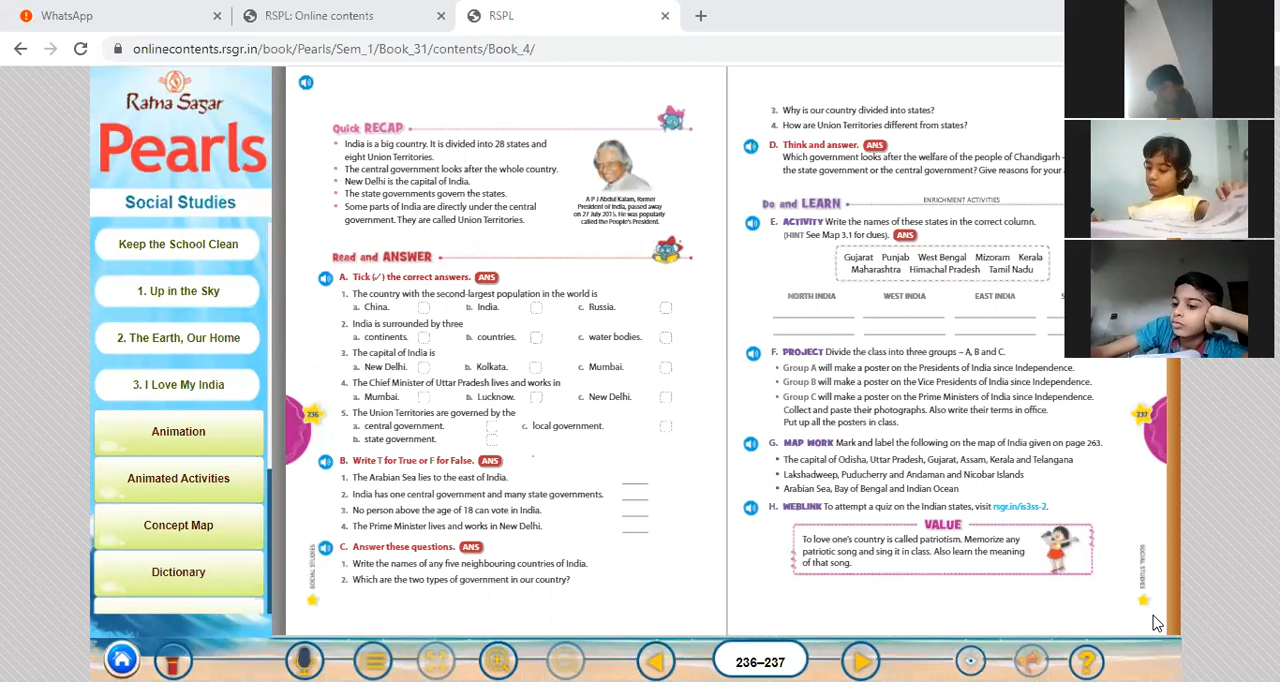 WhatsApp
RSPL: Online contents
RSPL
onlinecontents.rsgr.in/book/Pearls/Sem_1/Book_31/contents/Book_4/
Ratna Sagar
Pearls
Social Studies
Keep the School Clean
1. Up in the Sky
2. The Earth, Our Home
3. I Love My India
Animation
Animated Activities
Concept Map
Dictionary
Quick RECAP
India is a big country. It is divided into 28 states and
eight Union Territories.
The central government looks after the whole country.
New Delhi is the capital of India.
The state governments govern the states.
Some parts of India are directly under the central
government. They are called Union Territories.
A P J Abdul Kalam, former
President of India, passed away
on 27 July 2015. He was popularly
called the People's President.
Read and ANSWER
A. Tick (✓) the correct answers. ANS
1. The country with the second-largest population in the world is
a. China. b. India. c. Russia.
2. India is surrounded by three
a. continents. b. countries. c. water bodies.
3. The capital of India is
a. New Delhi. b. Kolkata. c. Mumbai.
4. The Chief Minister of Uttar Pradesh lives and works in
a. Mumbai. b. Lucknow. c. New Delhi.
5. The Union Territories are governed by the
a. central government. c. local government.
b. state government.
B. Write T for True or F for False. ANS
1. The Arabian Sea lies to the east of India.
2. India has one central government and many state governments.
3. No person above the age of 18 can vote in India.
4. The Prime Minister lives and works in New Delhi.
C. Answer these questions. ANS
1. Write the names of any five neighbouring countries of India.
2. Which are the two types of government in our country?
236
SOCIAL STUDIES
3. Why is our country divided into states?
4. How are Union Territories different from states?
D. Think and answer. ANS
Which government looks after the welfare of the people of Chandigarh –
the state government or the central government? Give reasons for your
Do and LEARN
ENRICHMENT ACTIVITIES
E. ACTIVITY Write the names of these states in the correct column.
(HINT See Map 3.1 for clues). ANS
Gujarat Punjab West Bengal Mizoram Kerala
Maharashtra Himachal Pradesh Tamil Nadu
NORTH INDIA WEST INDIA EAST INDIA
F. PROJECT Divide the class into three groups – A, B and C.
Group A will make a poster on the Presidents of India since Independence.
Group B will make a poster on the Vice Presidents of India since Independence.
Group C will make a poster on the Prime Ministers of India since Independence.
Collect and paste their photographs. Also write their terms in office.
Put up all the posters in class.
G. MAP WORK Mark and label the following on the map of India given on page 263.
The capital of Odisha, Uttar Pradesh, Gujarat, Assam, Kerala and Telangana
Lakshadweep, Puducherry and Andaman and Nicobar Islands
Arabian Sea, Bay of Bengal and Indian Ocean
H. WEBLINK To attempt a quiz on the Indian states, visit rsgr.in/is3ss-2.
VALUE
To love one's country is called patriotism. Memorize any
patriotic song and sing it in class. Also learn the meaning
of that song.
237
SOCIAL STUDIES
236-237
?